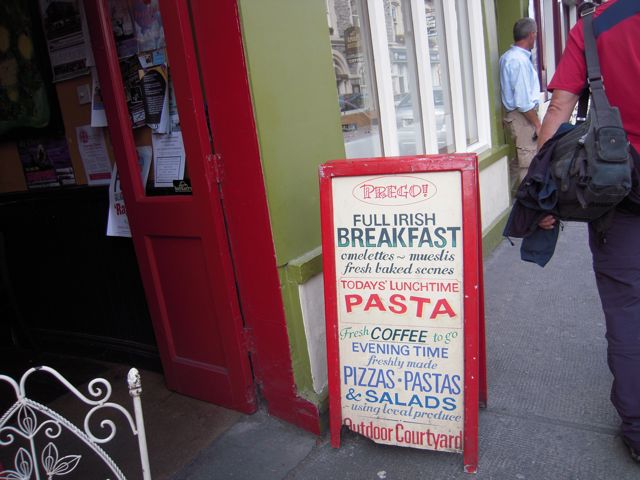 PREGO!
FULL IRISH
BREAKFAST
omelettes ~ mueslis
fresh baked scones
TODAYS' LUNCHTIME
PASTA
Fresh COFFEE to go
EVENING TIME
freshly made
PIZZAS · PASTAS
& SALADS
using local produce
Outdoor Courtyard